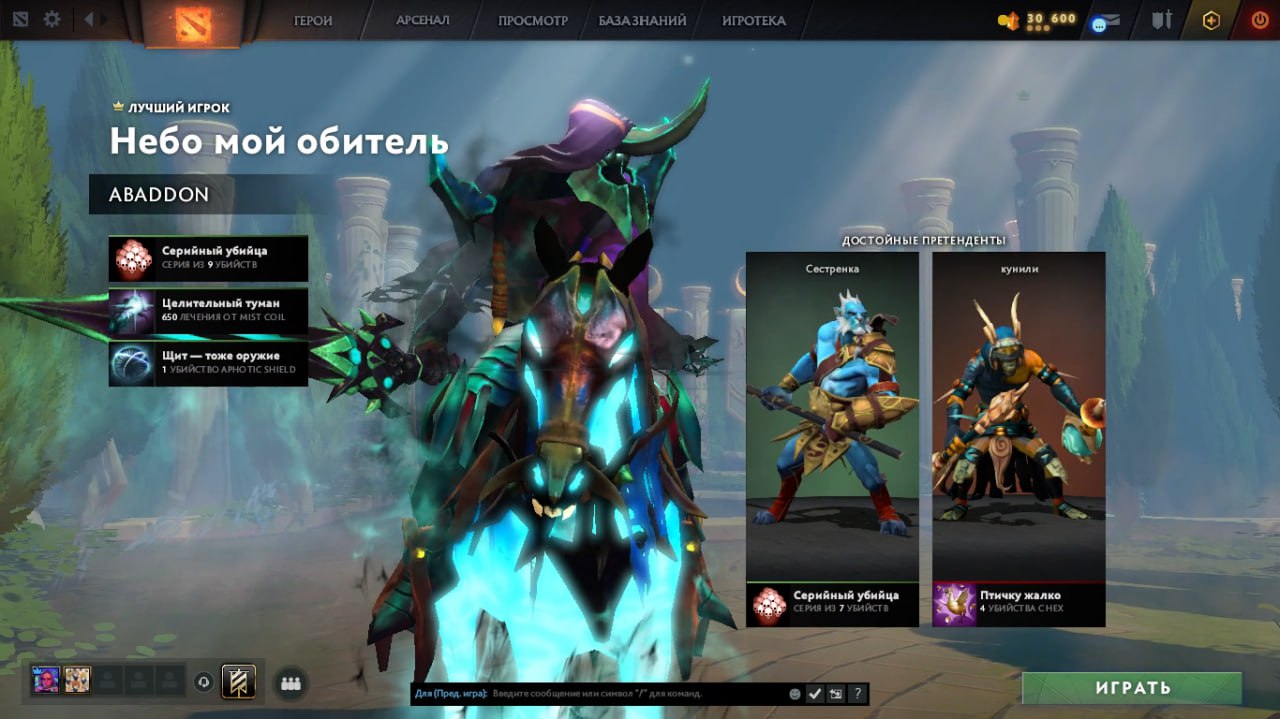 ГЕРОИ
АРСЕНАЛ
ПРОСМОТР
БАЗА ЗНАНИЙ
ИГРОТЕКА
30 600
ЛУЧШИЙ ИГРОК
Небо мой обитель
ABADDON
Серийный убийца
СЕРИЯ ИЗ 9 УБИЙСТВ
Целительный туман
650 ЛЕЧЕНИЯ ОТ MIST COIL
Щит — тоже оружие
1 УБИЙСТВО APHOTIC SHIELD
ДОСТОЙНЫЕ ПРЕТЕНДЕНТЫ
Сестренка
кунили
Серийный убийца
СЕРИЯ ИЗ 7 УБИЙСТВ
Птичку жалко
4 УБИЙСТВА С HEX
Для (Пред. игра): Введите сообщение или символ "/" для команд.
?
ИГРАТЬ